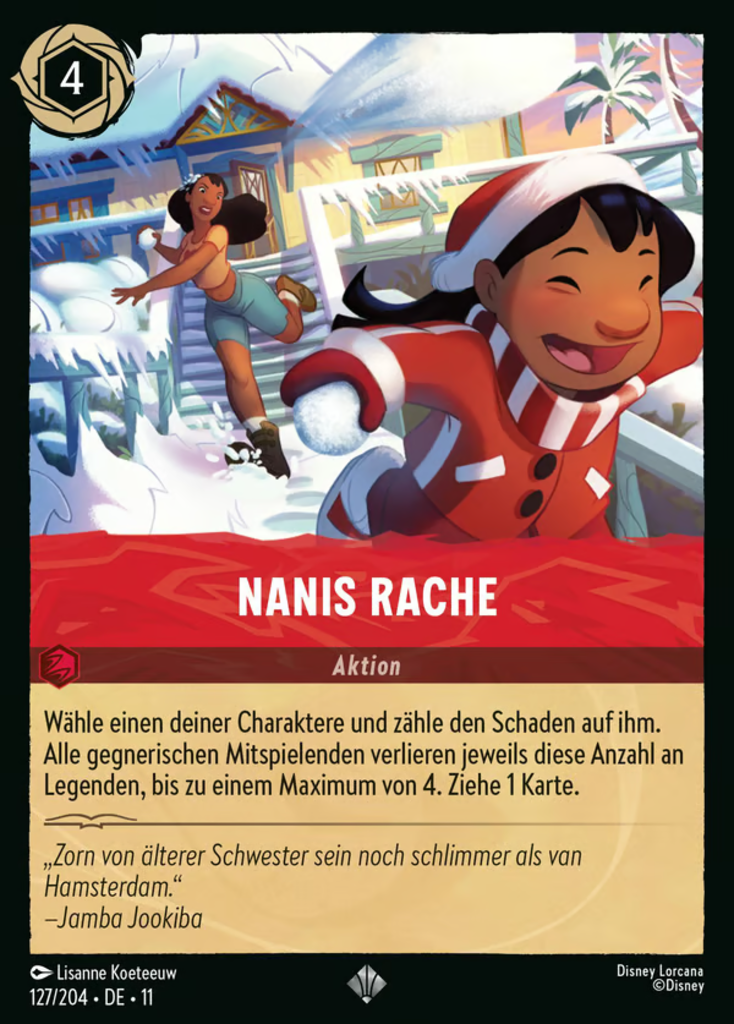 4
NANIS RACHE
Aktion
Wähle einen deiner Charaktere und zähle den Schaden auf ihm.
Alle gegnerischen Mitspielenden verlieren jeweils diese Anzahl an
Legenden, bis zu einem Maximum von 4. Ziehe 1 Karte.
„Zorn von älterer Schwester sein noch schlimmer als van
Hamsterdam.“
–Jamba Jookiba
Lisanne Koeteeuw
127/204 • DE • 11
Disney Lorcana
©Disney